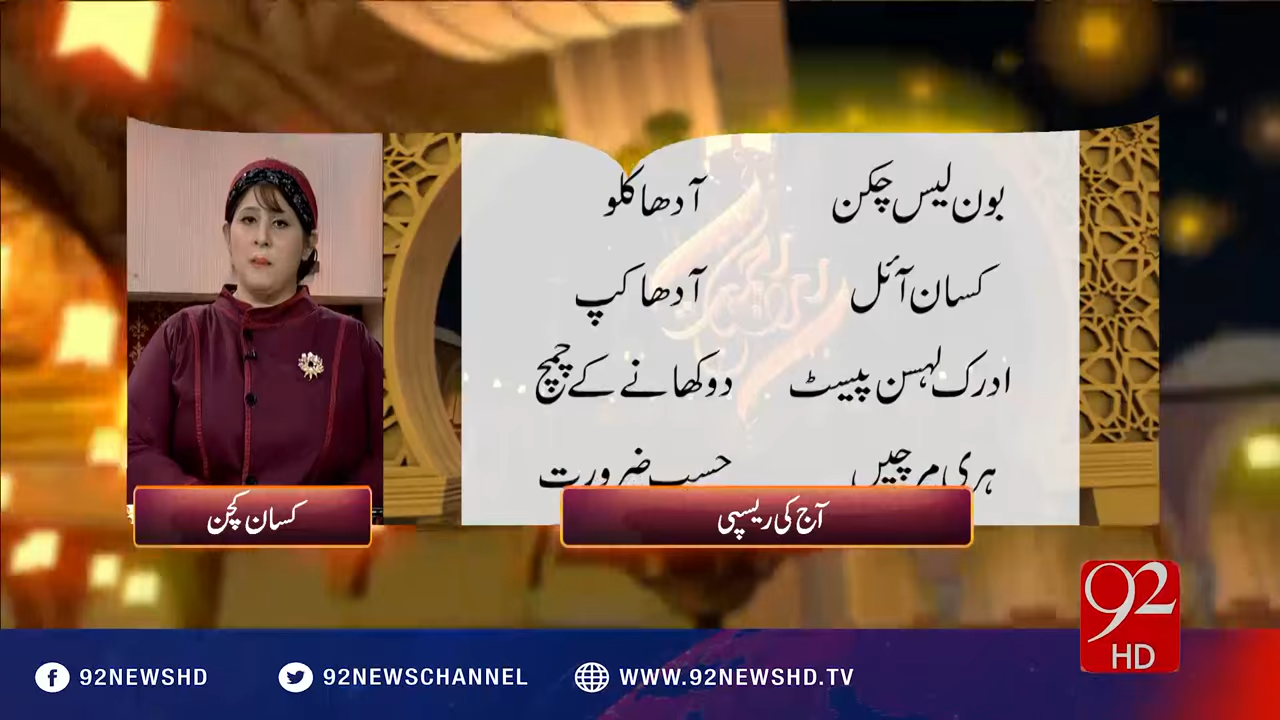 بون لیس چکن آدھا کلو
کسان آئل آدھا کپ
ادرک لہسن پیسٹ دو کھانے کے چمچ
ہری مرچیں حسب ضرورت
کسان کچن
آج کی ریسپی
92
HD
92NEWSHD
92NEWSCHANNEL
WWW.92NEWSHD.TV